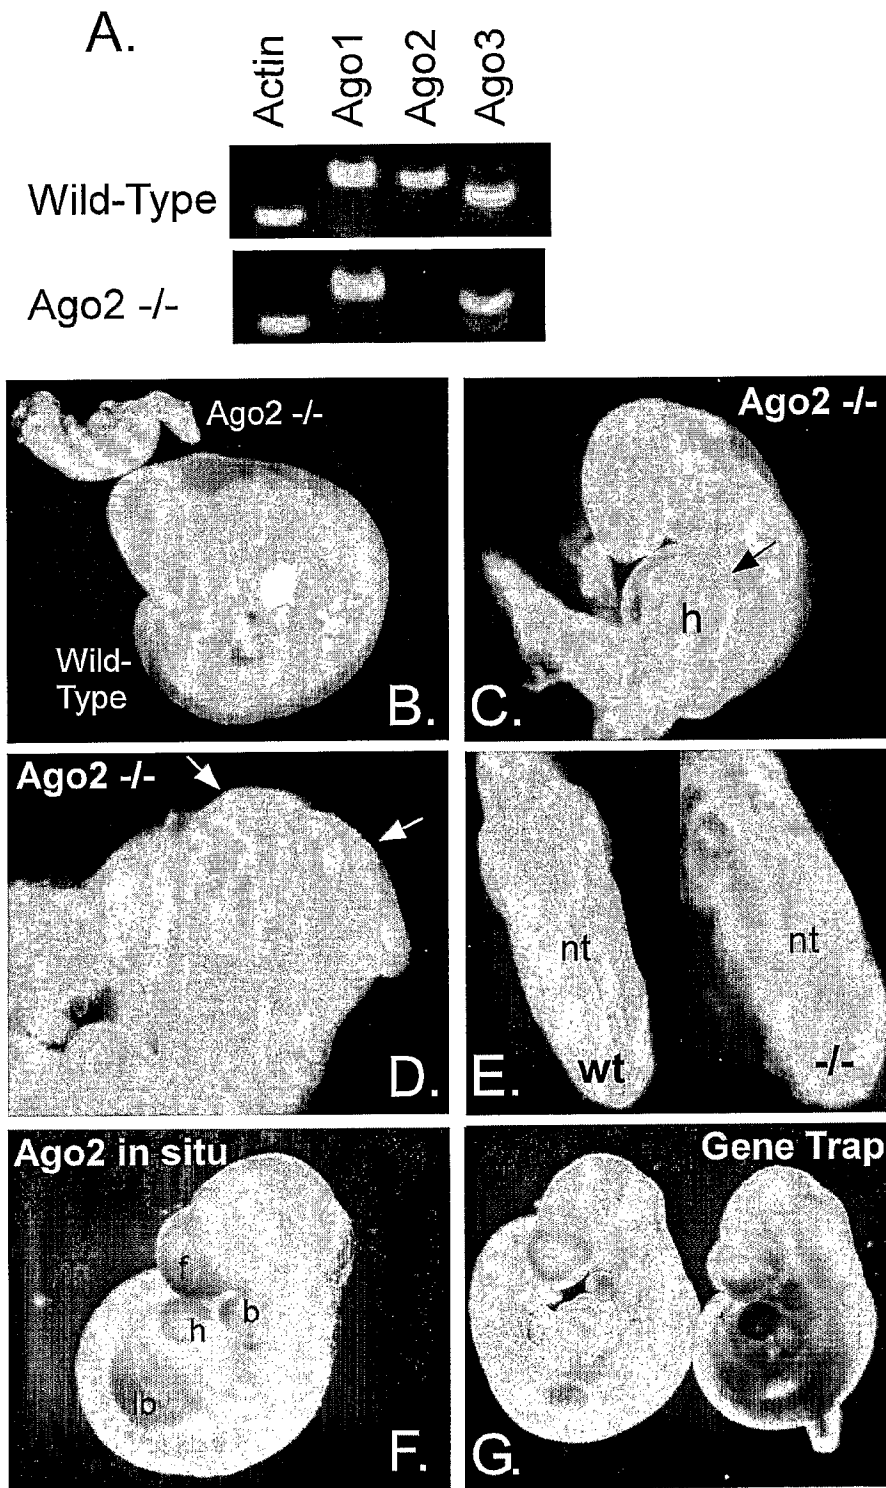 A.
Actin
Ago1
Ago2
Ago3
Wild-Type
Ago2 -/-
Ago2 -/-
Wild-
Type
B.
Ago2 -/-
h
C.
Ago2 -/-
D.
nt
wt
nt
-/-
E.
Ago2 in situ
f
b
h
lb
F.
Gene Trap
G.